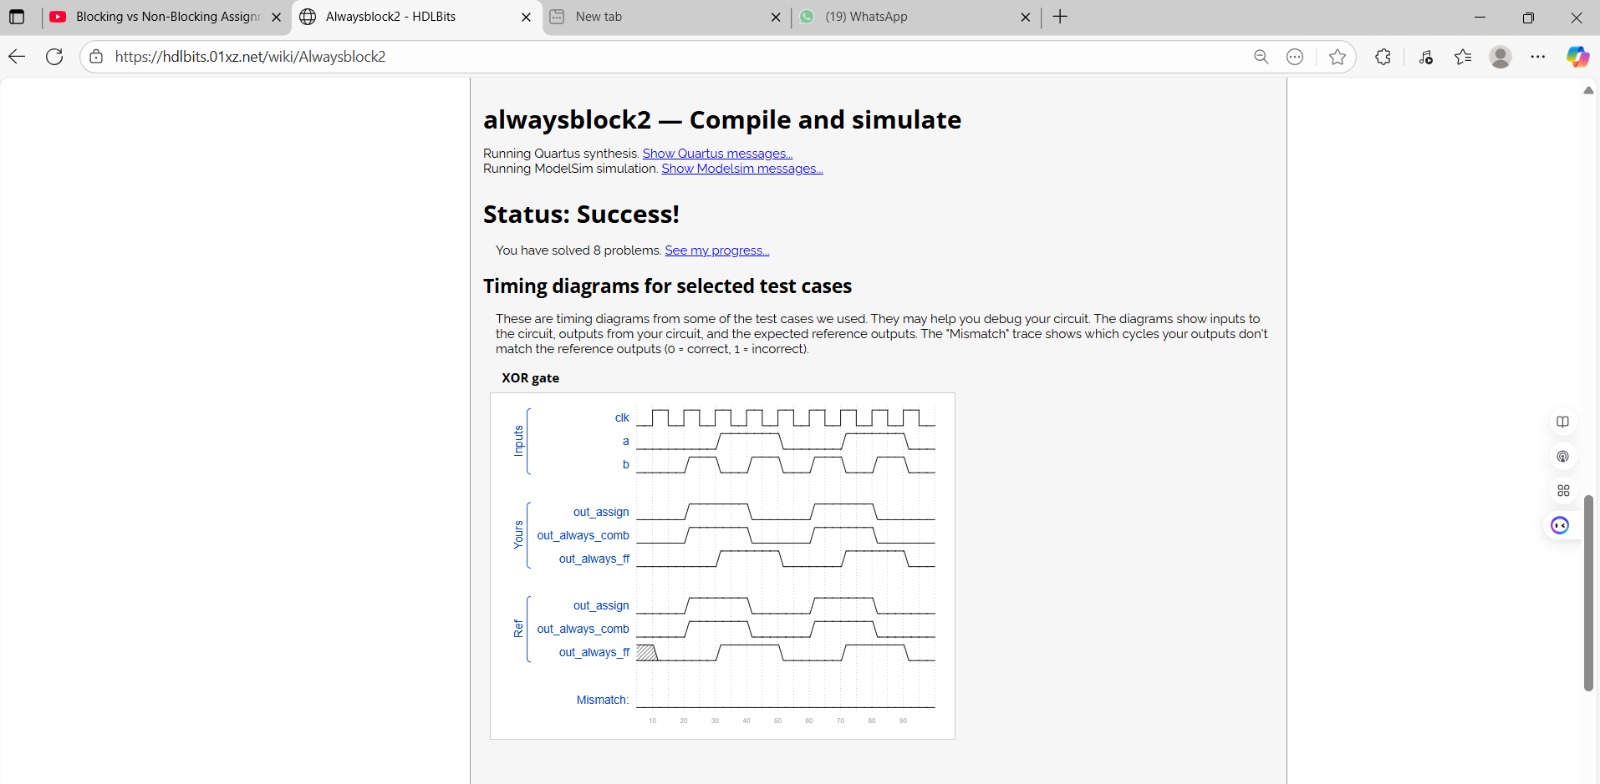 Blocking vs Non-Blocking Assignm
Alwaysblock2 - HDLBits
New tab
(19) WhatsApp
https://hdlbits.01xz.net/wiki/Alwaysblock2
alwaysblock2 — Compile and simulate
Running Quartus synthesis. Show Quartus messages...
Running ModelSim simulation. Show Modelsim messages...
Status: Success!
You have solved 8 problems. See my progress...
Timing diagrams for selected test cases
These are timing diagrams from some of the test cases we used. They may help you debug your circuit. The diagrams show inputs to
the circuit, outputs from your circuit, and the expected reference outputs. The "Mismatch" trace shows which cycles your outputs don't
match the reference outputs (0 = correct, 1 = incorrect).
XOR gate
Inputs
clk
a
b
Yours
out_assign
out_always_comb
out_always_ff
Ref
out_assign
out_always_comb
out_always_ff
Mismatch:
10 20 30 40 50 60 70 80 90